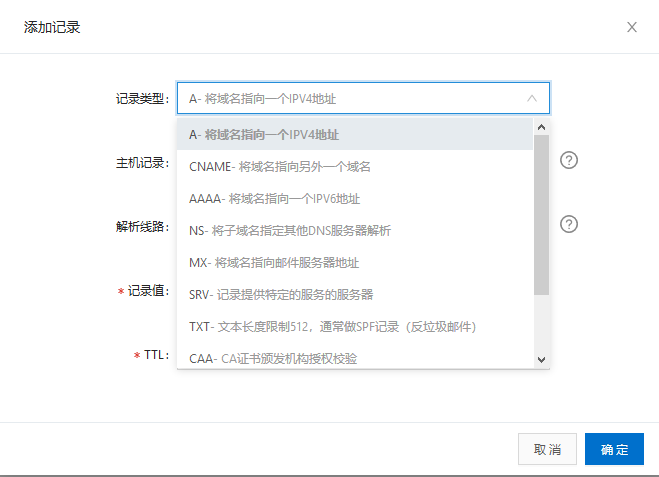 添加记录
记录类型: A- 将域名指向一个IPV4地址
A- 将域名指向一个IPV4地址
主机记录:
CNAME- 将域名指向另外一个域名
AAAA- 将域名指向一个IPV6地址
解析线路: NS- 将子域名指定其他DNS服务器解析
MX- 将域名指向邮件服务器地址
* 记录值: SRV- 记录提供特定的服务的服务器
TXT- 文本长度限制512，通常做SPF记录（反垃圾邮件）
* TTL: CAA- CA证书颁发机构授权校验
取消 确定